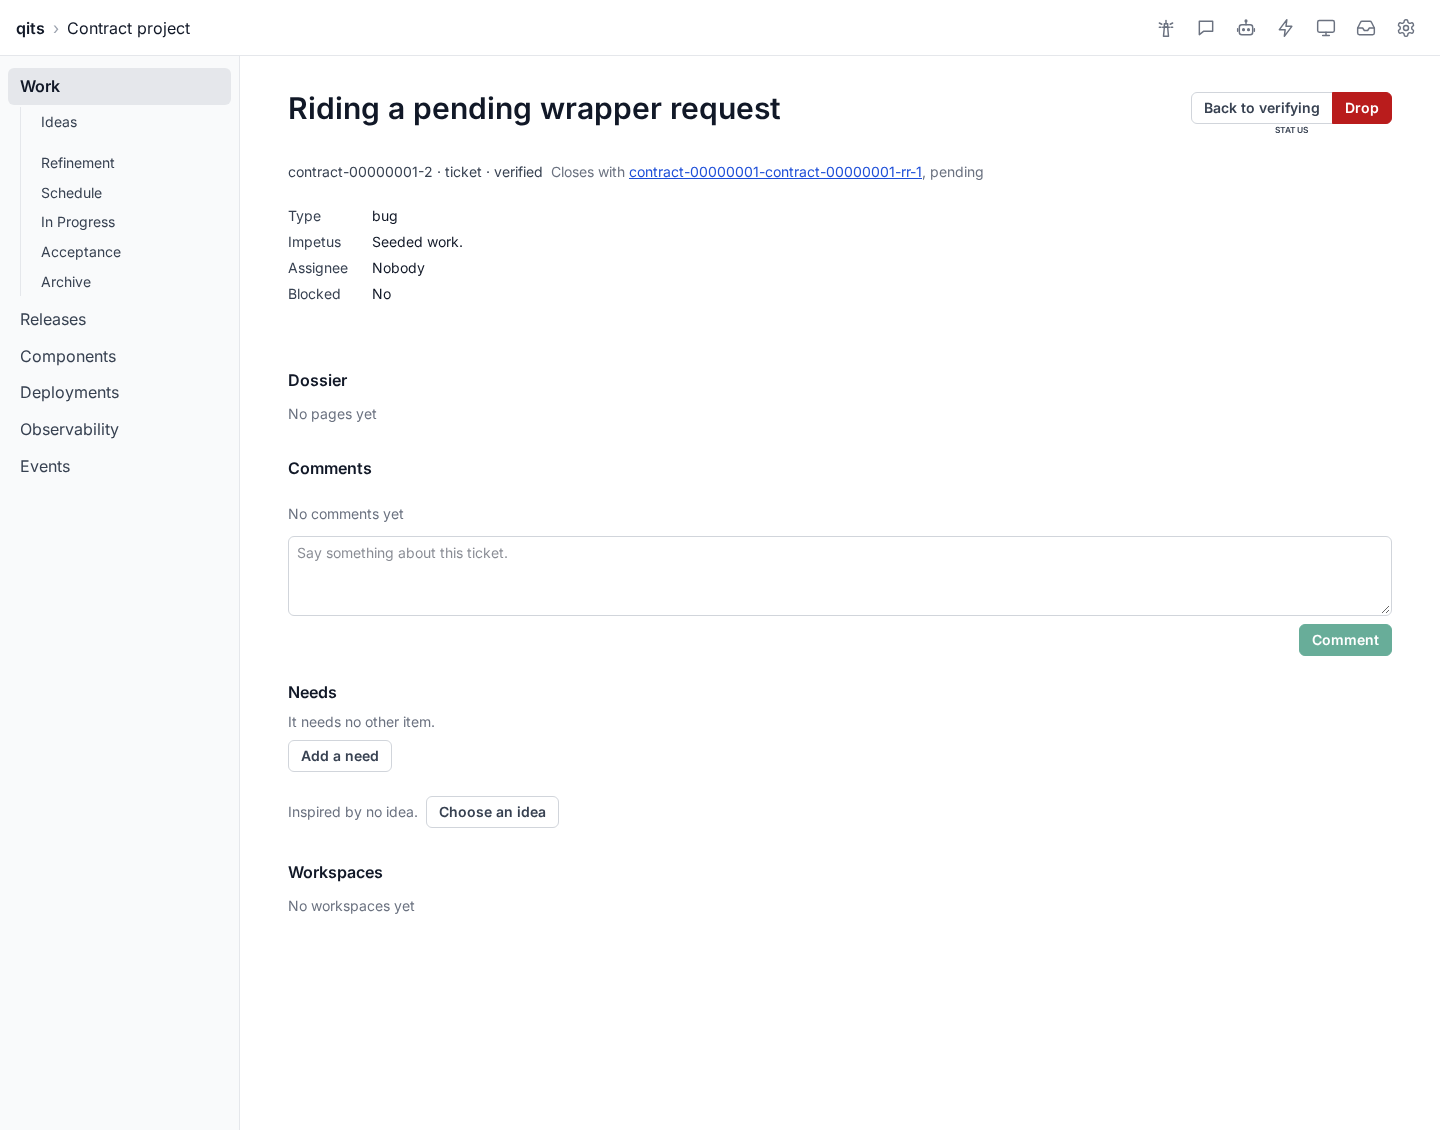 qits › Contract project
Work
Ideas
Refinement
Schedule
In Progress
Acceptance
Archive
Releases
Components
Deployments
Observability
Events
Riding a pending wrapper request
Back to verifying Drop
STATUS
contract-00000001-2 · ticket · verified Closes with contract-00000001-contract-00000001-rr-1, pending
Type bug
Impetus Seeded work.
Assignee Nobody
Blocked No
Dossier
No pages yet
Comments
No comments yet
Say something about this ticket.
Comment
Needs
It needs no other item.
Add a need
Inspired by no idea. Choose an idea
Workspaces
No workspaces yet